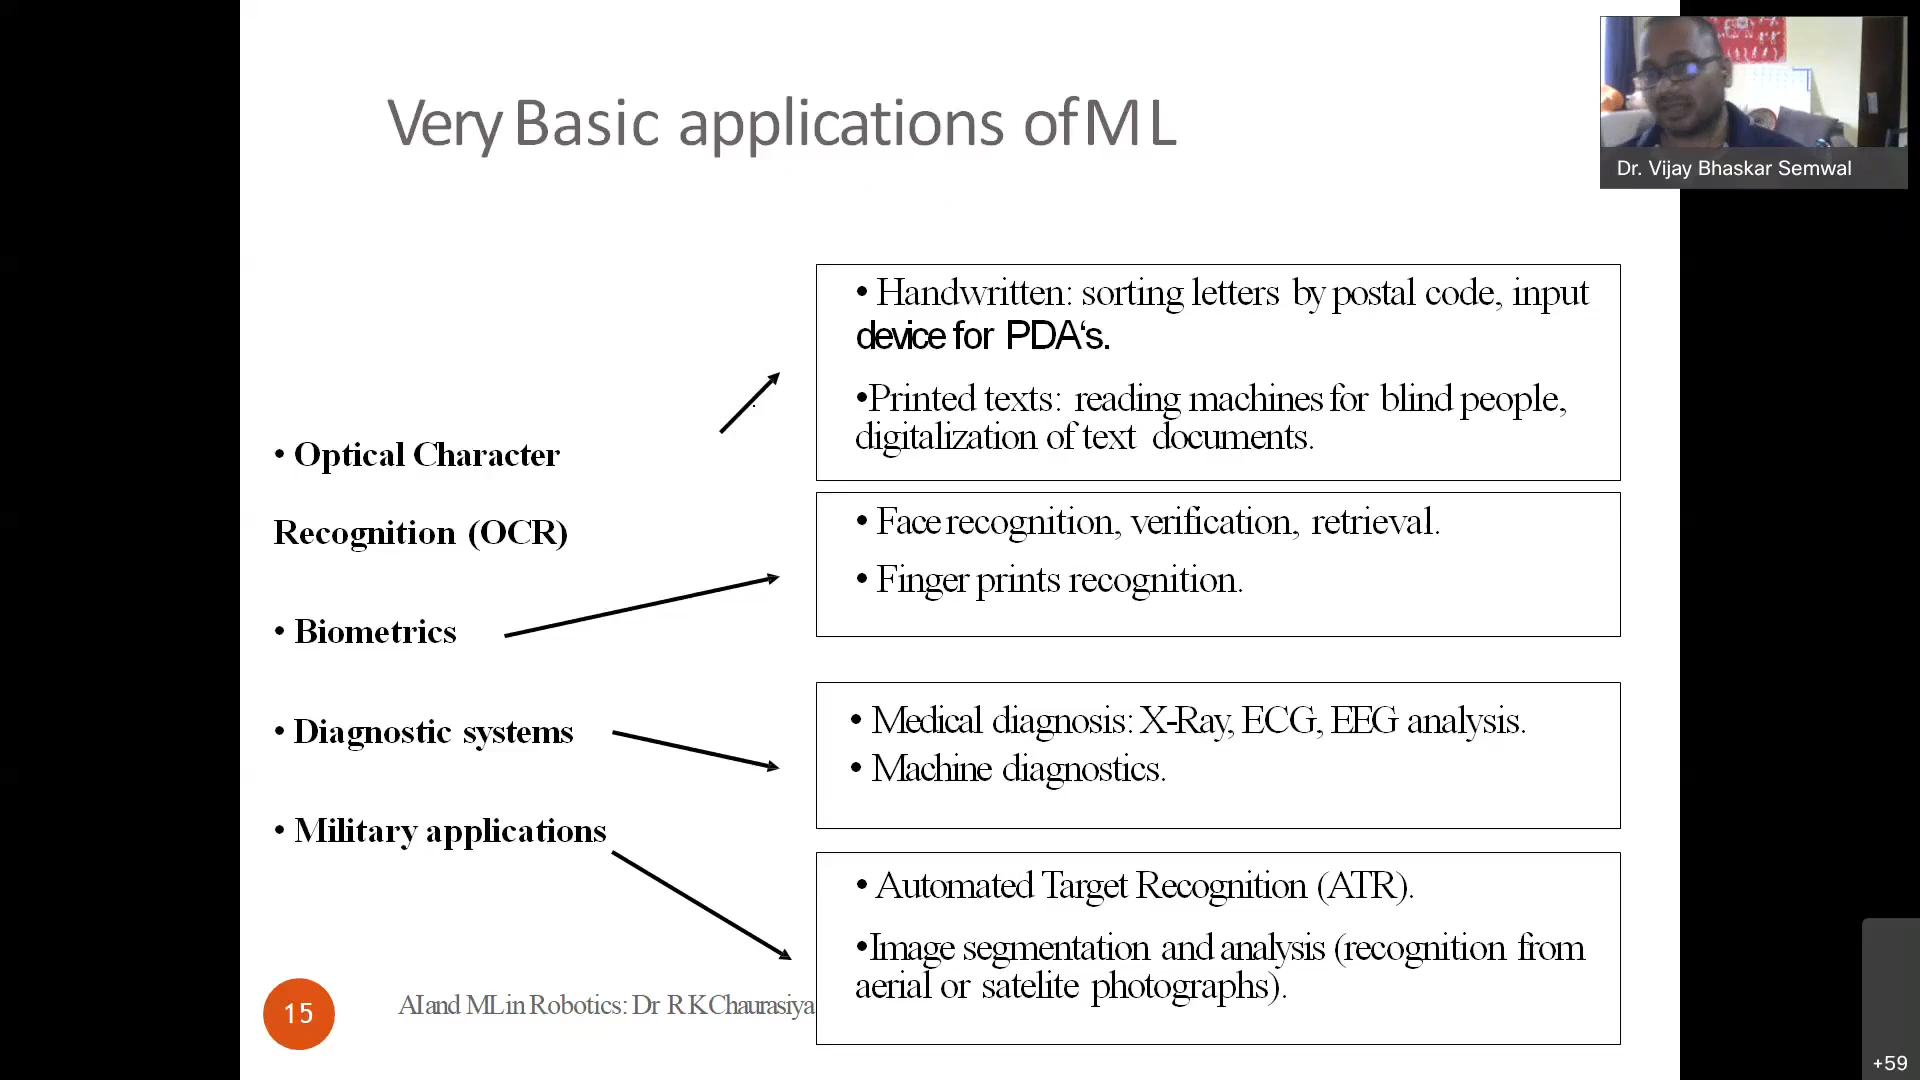 Very Basic applications of ML
Dr. Vijay Bhaskar Semwal
• Optical Character
Recognition (OCR)
• Biometrics
• Diagnostic systems
• Military applications
• Handwritten: sorting letters by postal code, input
device for PDA‘s.
•Printed texts: reading machines for blind people,
digitalization of text documents.
• Face recognition, verification, retrieval.
• Finger prints recognition.
• Medical diagnosis: X-Ray, ECG, EEG analysis.
• Machine diagnostics.
• Automated Target Recognition (ATR).
•Image segmentation and analysis (recognition from
aerial or satelite photographs).
15
AI and ML in Robotics: Dr R K Chaurasiya
+59